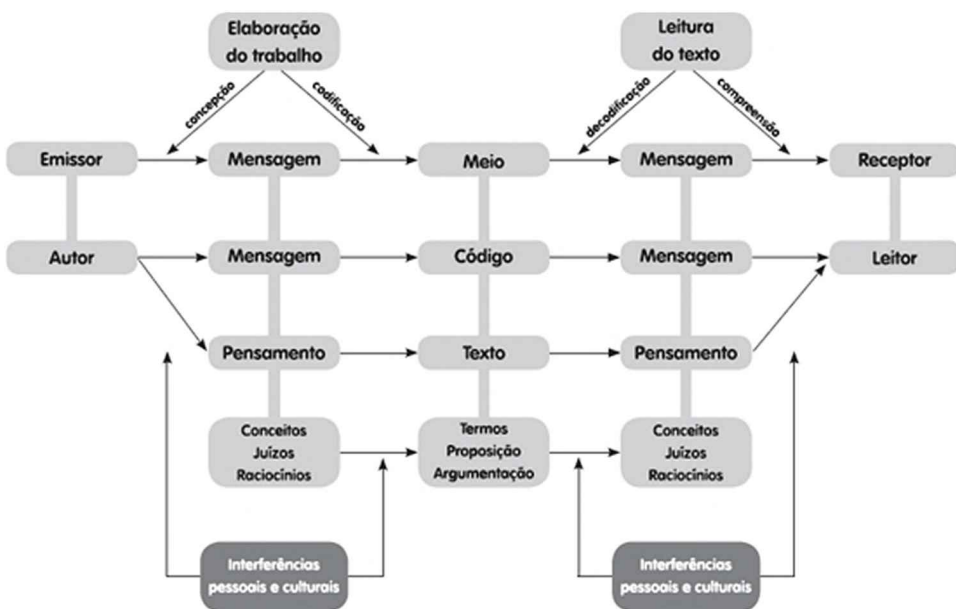 Elaboração
do trabalho
Leitura
do texto
concepção
codificação
decodificação
compreensão
Emissor
Mensagem
Meio
Mensagem
Receptor
Autor
Mensagem
Código
Mensagem
Leitor
Pensamento
Texto
Pensamento
Conceitos
Juízos
Raciocínios
Termos
Proposição
Argumentação
Conceitos
Juízos
Raciocínios
Interferências
pessoais e culturais
Interferências
pessoais e culturais